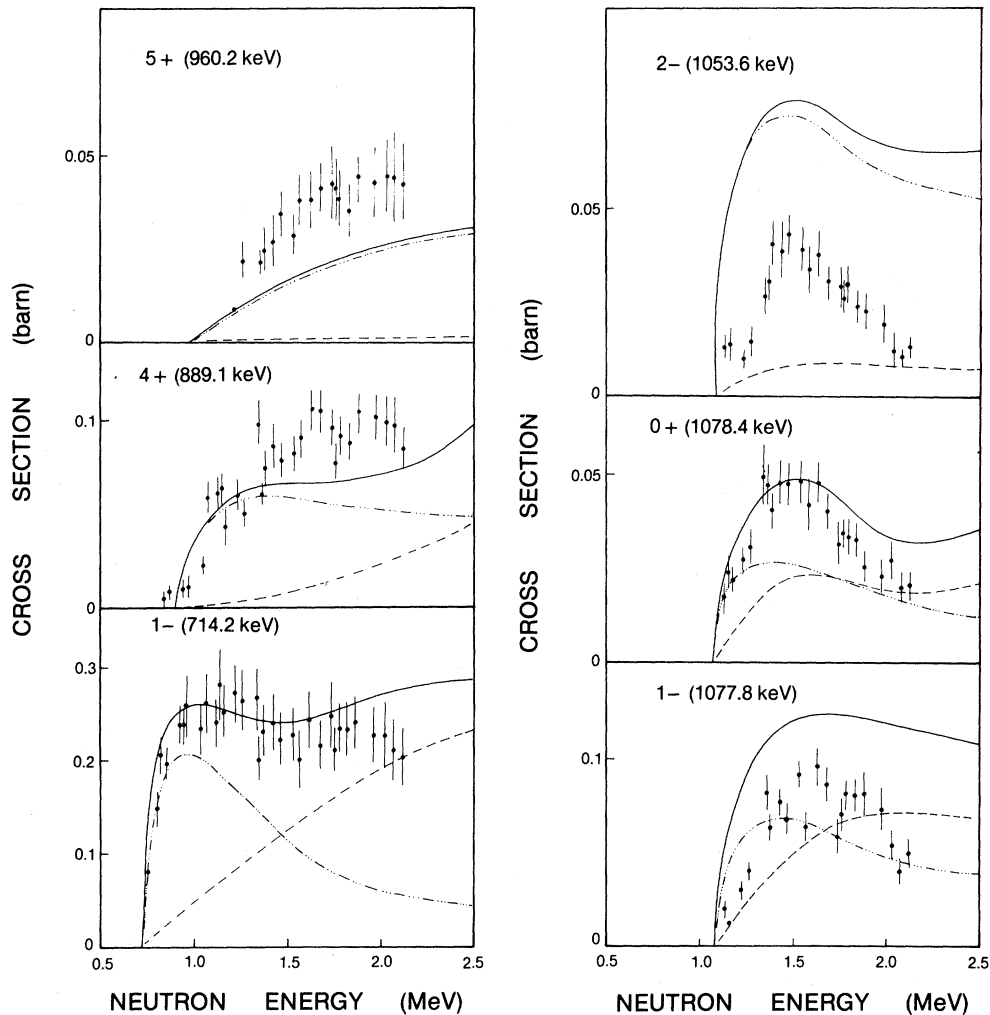 5+ (960.2 keV)
0.05
0
4+ (889.1 keV)
0.1
0
1− (714.2 keV)
0.3
0.2
0.1
0
0.5 1.0 1.5 2.0 2.5
NEUTRON ENERGY (MeV)
CROSS SECTION (barn)
2− (1053.6 keV)
0.05
0
0+ (1078.4 keV)
0.05
0
1− (1077.8 keV)
0.1
0
0.5 1.0 1.5 2.0 2.5
NEUTRON ENERGY (MeV)
CROSS SECTION (barn)